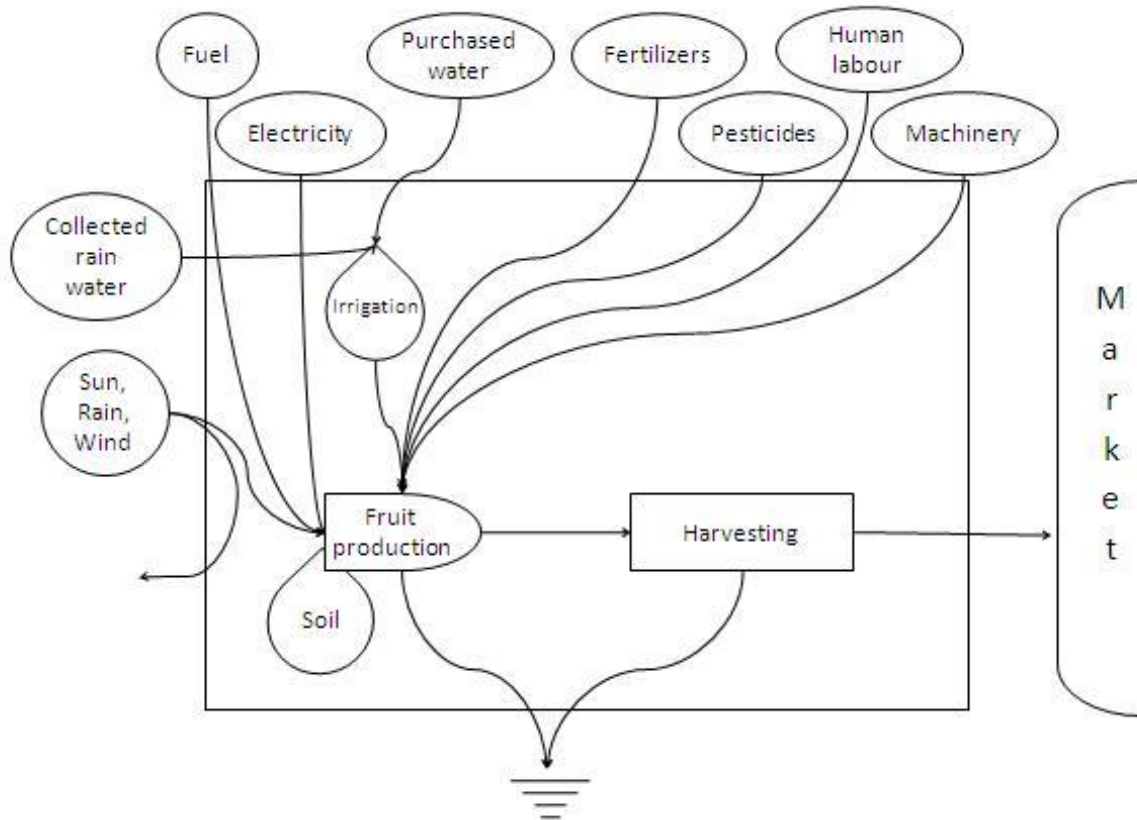 Fuel
Purchased
water
Fertilizers
Human
labour
Electricity
Pesticides
Machinery
Collected
rain
water
Irrigation
Sun,
Rain,
Wind
Fruit
production
Harvesting
Soil
M
a
r
k
e
t